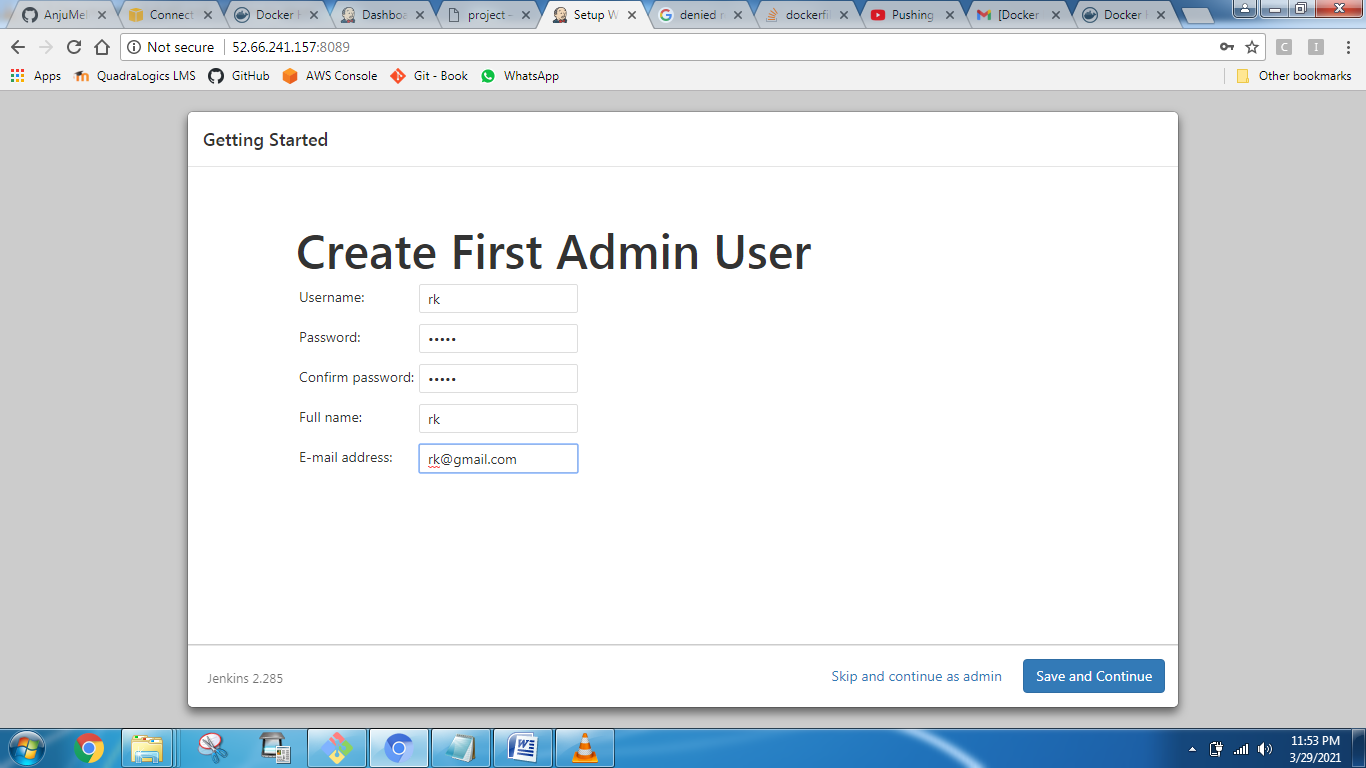 AnjuMel Connect Docker H Dashboa project - Setup W denied r dockerfil Pushing [Docker Docker
Not secure 52.66.241.157:8089
Apps QuadraLogics LMS GitHub AWS Console Git - Book WhatsApp Other bookmarks
Getting Started
Create First Admin User
Username: rk
Password: •••••
Confirm password: •••••
Full name: rk
E-mail address: rk@gmail.com
Jenkins 2.285 Skip and continue as admin Save and Continue
11:53 PM
3/29/2021